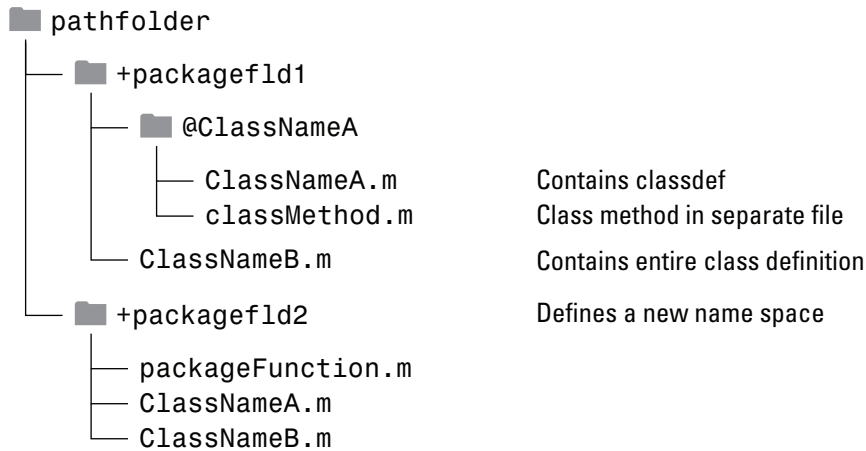 pathfolder
+packagefld1
@ClassNameA
ClassNameA.m Contains classdef
classMethod.m Class method in separate file
ClassNameB.m Contains entire class definition
+packagefld2 Defines a new name space
packageFunction.m
ClassNameA.m
ClassNameB.m